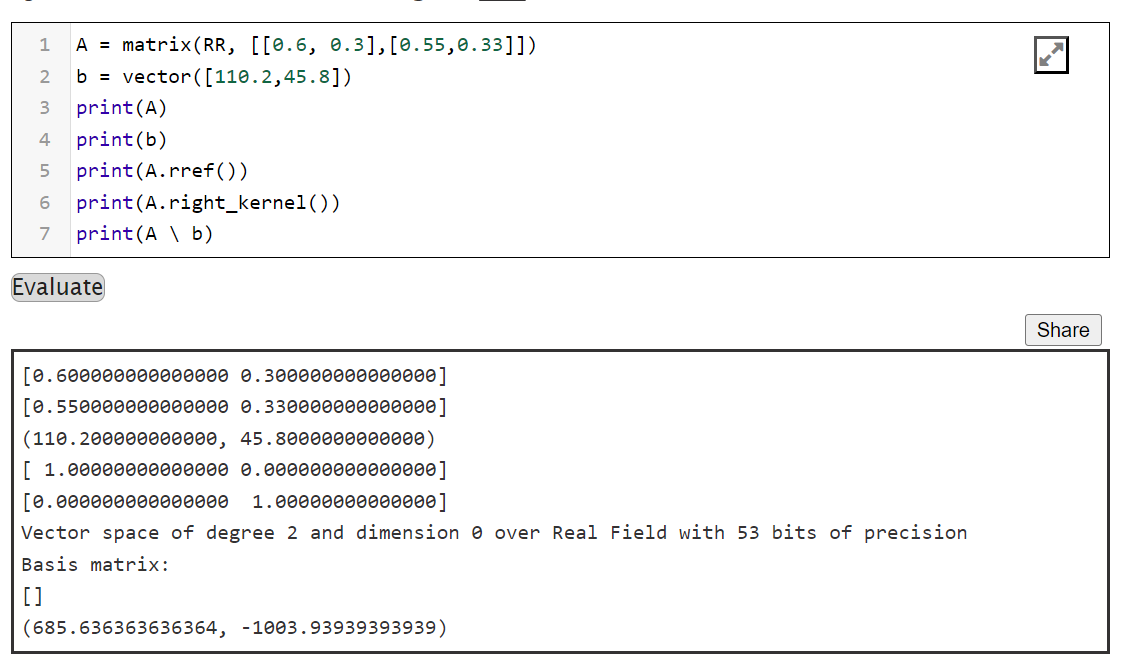 1 A = matrix(RR, [[0.6, 0.3],[0.55,0.33]])
2 b = vector([110.2,45.8])
3 print(A)
4 print(b)
5 print(A.rref())
6 print(A.right_kernel())
7 print(A \ b)
Evaluate
Share
[0.600000000000000 0.300000000000000]
[0.550000000000000 0.330000000000000]
(110.200000000000, 45.8000000000000)
[ 1.00000000000000 0.000000000000000]
[0.000000000000000  1.00000000000000]
Vector space of degree 2 and dimension 0 over Real Field with 53 bits of precision
Basis matrix:
[]
(685.636363636364, -1003.93939393939)